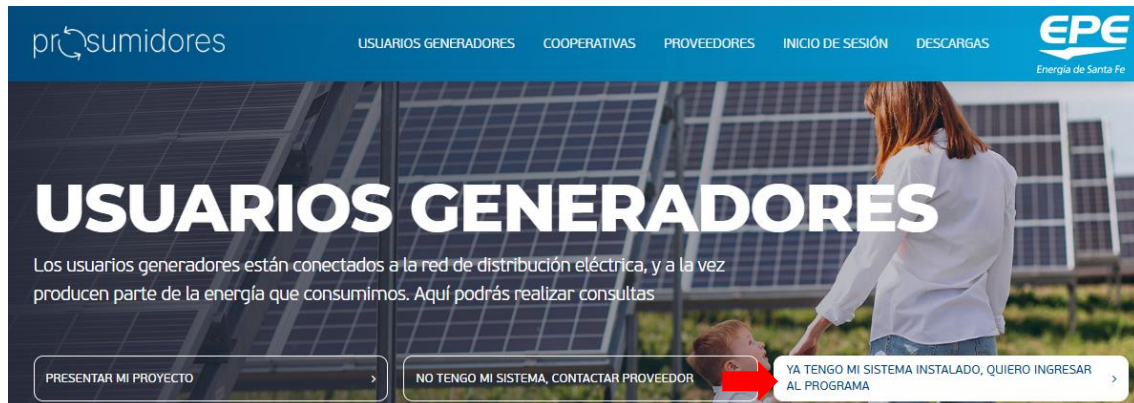 prosumidores
USUARIOS GENERADORES COOPERATIVAS PROVEEDORES INICIO DE SESIÓN DESCARGAS
EPE
Energía de Santa Fe
USUARIOS GENERADORES
Los usuarios generadores están conectados a la red de distribución eléctrica, y a la vez
producen parte de la energía que consumimos. Aquí podrás realizar consultas
PRESENTAR MI PROYECTO
NO TENGO MI SISTEMA, CONTACTAR PROVEEDOR
YA TENGO MI SISTEMA INSTALADO, QUIERO INGRESAR
AL PROGRAMA